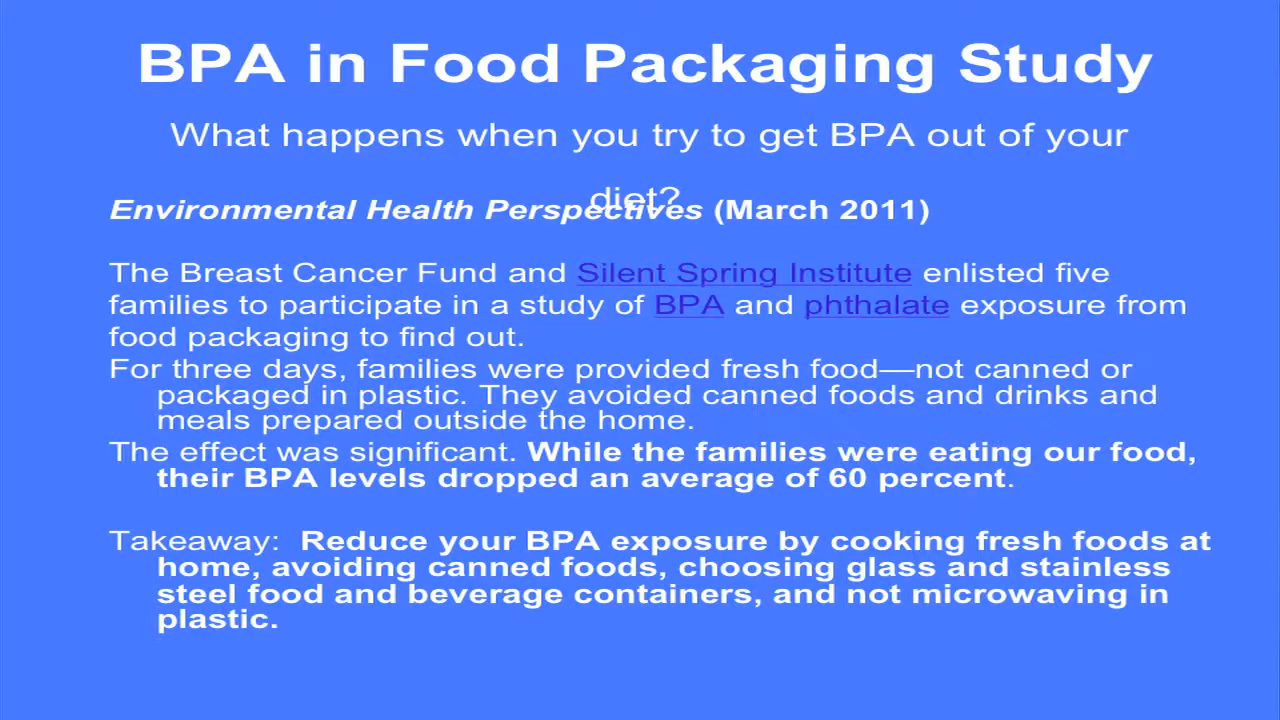 BPA in Food Packaging Study
What happens when you try to get BPA out of your
diet?
Environmental Health Perspectives (March 2011)
The Breast Cancer Fund and Silent Spring Institute enlisted five
families to participate in a study of BPA and phthalate exposure from
food packaging to find out.
For three days, families were provided fresh food—not canned or
packaged in plastic. They avoided canned foods and drinks and
meals prepared outside the home.
The effect was significant. While the families were eating our food,
their BPA levels dropped an average of 60 percent.
Takeaway: Reduce your BPA exposure by cooking fresh foods at
home, avoiding canned foods, choosing glass and stainless
steel food and beverage containers, and not microwaving in
plastic.